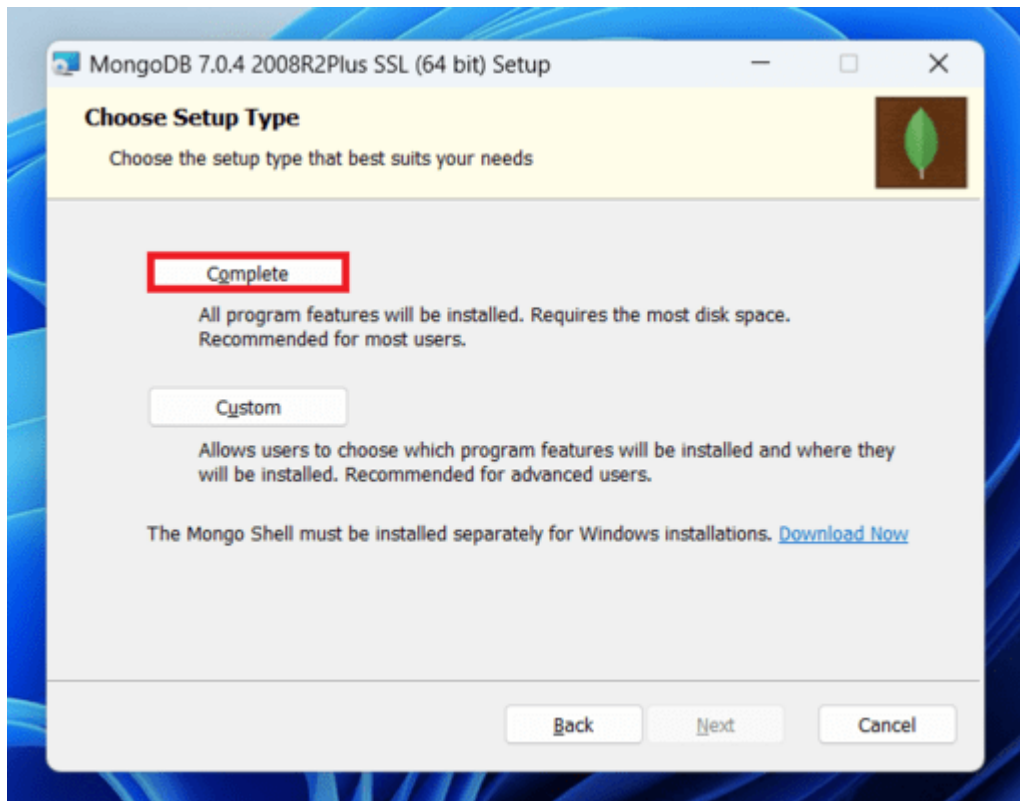 MongoDB 7.0.4 2008R2Plus SSL (64 bit) Setup
Choose Setup Type
Choose the setup type that best suits your needs
Complete
All program features will be installed. Requires the most disk space.
Recommended for most users.
Custom
Allows users to choose which program features will be installed and where they
will be installed. Recommended for advanced users.
The Mongo Shell must be installed separately for Windows installations. Download Now
Back Next Cancel